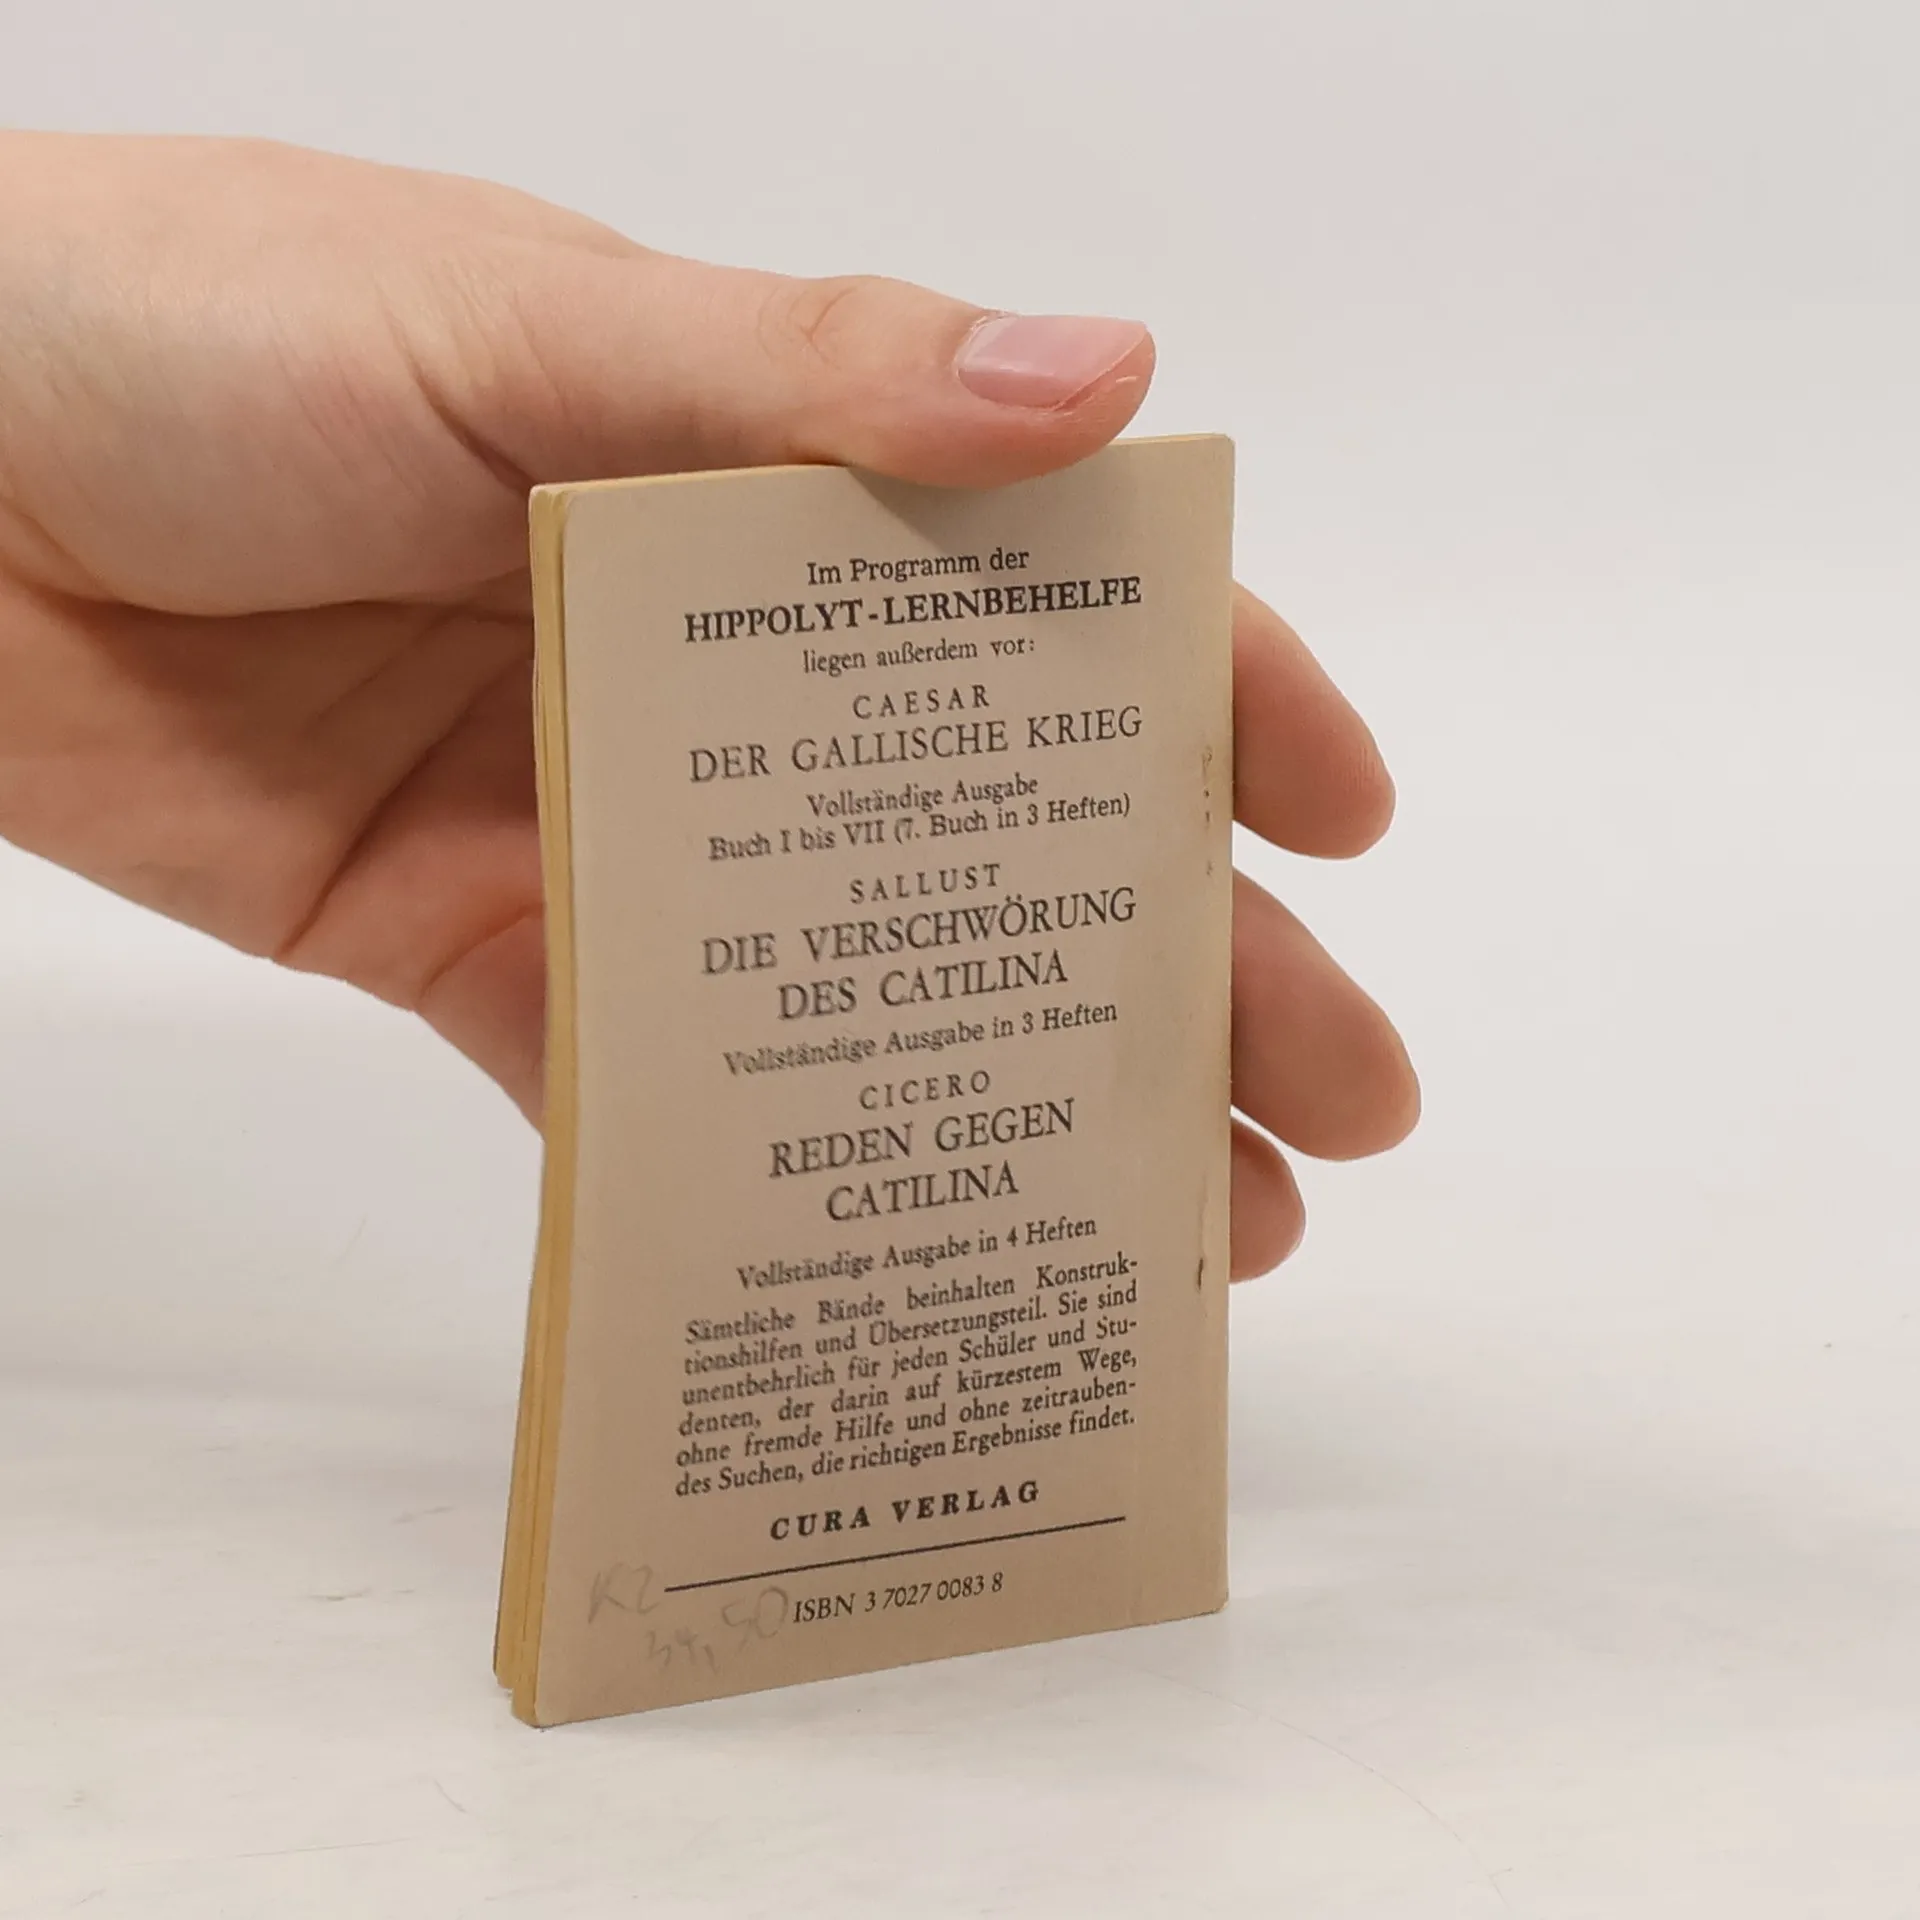 Im Programm der
HIPPOLYT-LERNBEHELFE
liegen außerdem vor:
CAESAR
DER GALLISCHE KRIEG
Vollständige Ausgabe
Buch I bis VII (7. Buch in 3 Heften)
SALLUST
DIE VERSCHWÖRUNG
DES CATILINA
Vollständige Ausgabe in 3 Heften
CICERO
REDEN GEGEN
CATILINA
Vollständige Ausgabe in 4 Heften
Sämtliche Bände beinhalten Konstruk-
tionshilfen und Übersetzungsteil. Sie sind
unentbehrlich für jeden Schüler und Stu-
denten, der darin auf kürzestem Wege,
ohne fremde Hilfe und ohne zeitrauben-
des Suchen, die richtigen Ergebnisse findet.
CURA VERLAG
ISBN 3 7027 0083 8